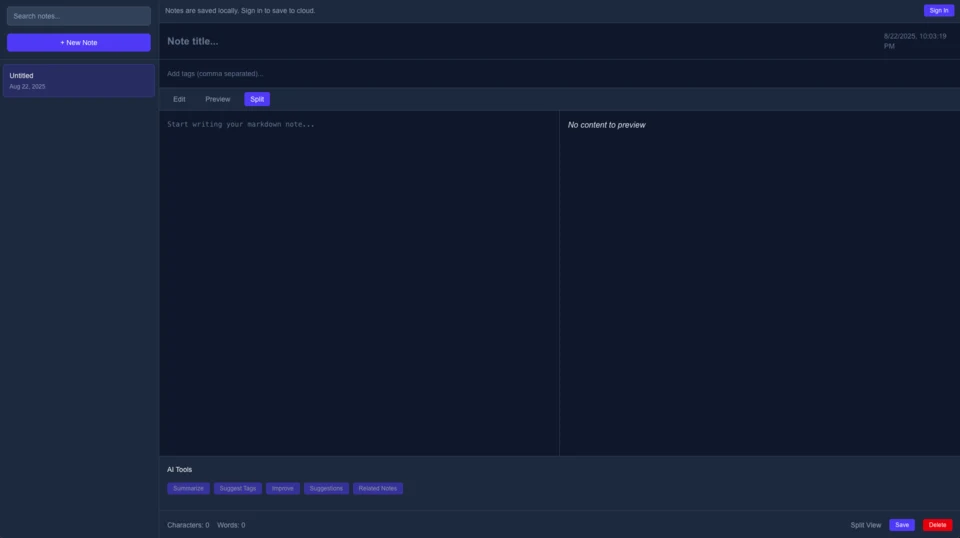 Search notes...
+ New Note
Untitled
Aug 22, 2025
Notes are saved locally. Sign in to save to cloud.
Sign In
Note title...
8/22/2025, 10:03:19
PM
Add tags (comma separated)...
Edit
Preview
Split
Start writing your markdown note...
No content to preview
AI Tools
Summarize
Suggest Tags
Improve
Suggestions
Related Notes
Characters: 0
Words: 0
Split View
Save
Delete